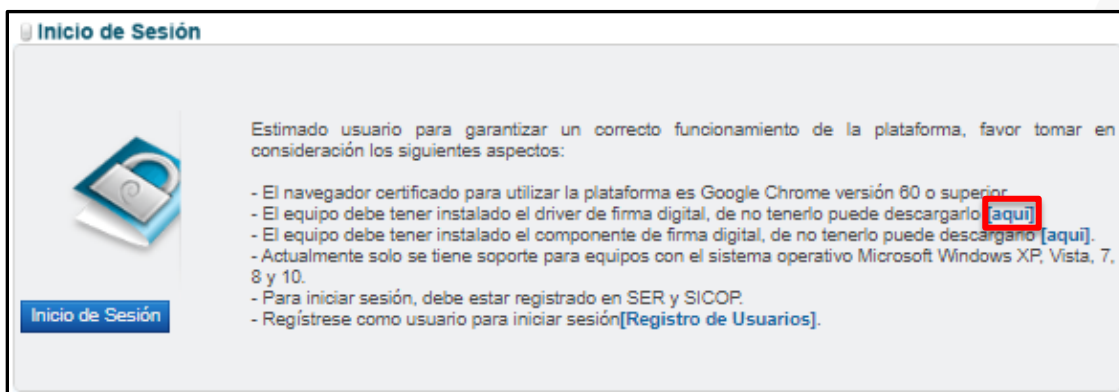 Inicio de Sesión
Estimado usuario para garantizar un correcto funcionamiento de la plataforma, favor tomar en
consideración los siguientes aspectos:
- El navegador certificado para utilizar la plataforma es Google Chrome versión 60 o superior.
- El equipo debe tener instalado el driver de firma digital, de no tenerlo puede descargarlo [aquí]
- El equipo debe tener instalado el componente de firma digital, de no tenerlo puede descargarlo [aquí].
- Actualmente solo se tiene soporte para equipos con el sistema operativo Microsoft Windows XP, Vista, 7,
8 y 10.
- Para iniciar sesión, debe estar registrado en SER y SICOP.
- Regístrese como usuario para iniciar sesión[Registro de Usuarios].
Inicio de Sesión